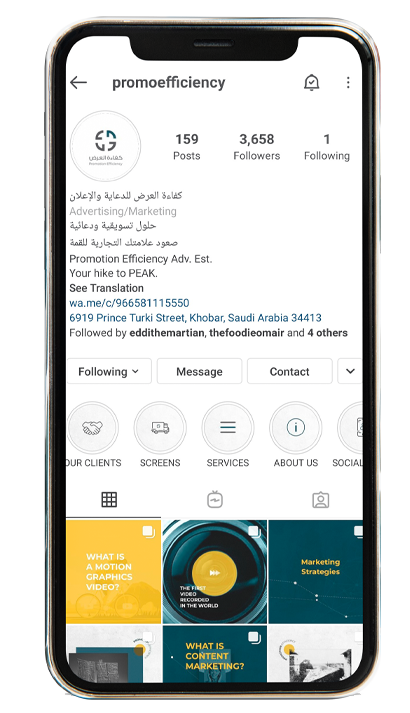 promoefficiency
كفاءة العرض
Promotion Efficiency
159
3,658
1
Posts
Followers
Following
كفاءة العرض للدعاية والإعلان
Advertising/Marketing
حلول تسويقية ودعائية
صعود علامتك التجارية للقمة
Promotion Efficiency Adv. Est.
Your hike to PEAK.
See Translation
wa.me/c/966581115550
6919 Prince Turki Street, Khobar, Saudi Arabia 34413
Followed by eddithemartian, thefoodieomair and 4 others
Following
Message
Contact
OUR CLIENTS
SCREENS
SERVICES
ABOUT US
SOCIAL
WHAT IS
A MOTION
GRAPHICS
VIDEO?
THE FIRST
VIDEO
RECORDED
IN THE WORLD
Marketing
Strategies
WHAT IS
CONTENT
MARKETING?